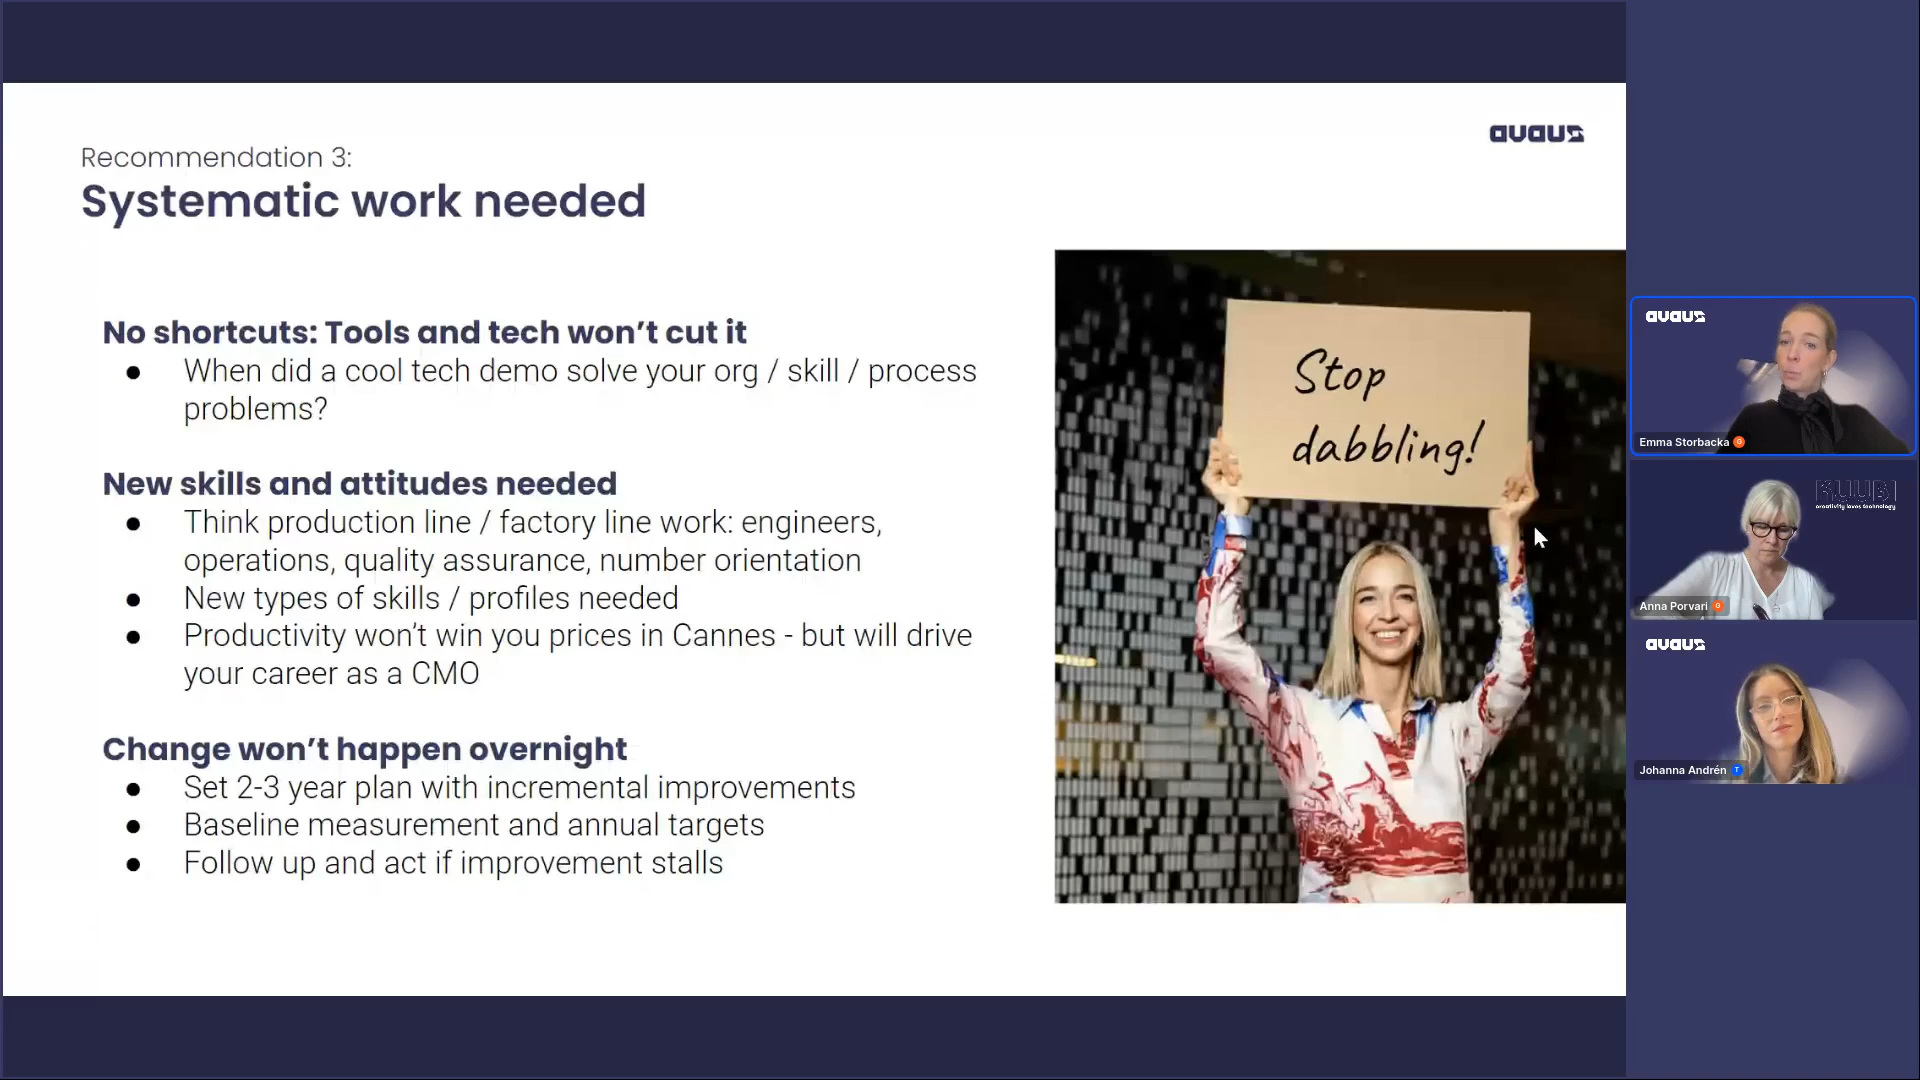 avaus
Recommendation 3:
Systematic work needed
No shortcuts: Tools and tech won’t cut it
● When did a cool tech demo solve your org / skill / process
problems?
New skills and attitudes needed
● Think production line / factory line work: engineers,
operations, quality assurance, number orientation
● New types of skills / profiles needed
● Productivity won’t win you prices in Cannes - but will drive
your career as a CMO
Change won’t happen overnight
● Set 2-3 year plan with incremental improvements
● Baseline measurement and annual targets
● Follow up and act if improvement stalls
Stop
dabbling!
avaus
Emma Storbacka G
KUUBI
creativity loves technology
Anna Porvari G
avaus
Johanna Andrén T